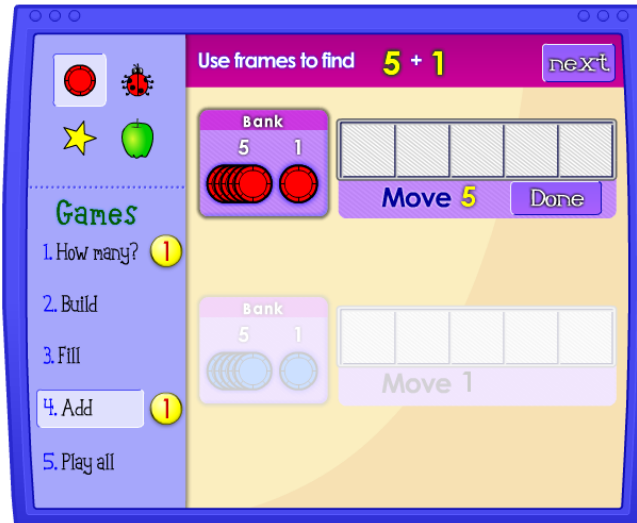 Use frames to find 5 + 1
next
Bank
5 1
Move 5
Done
Games
1. How many? 1
2. Build
3. Fill
4. Add 1
5. Play all
Bank
5 1
Move 1